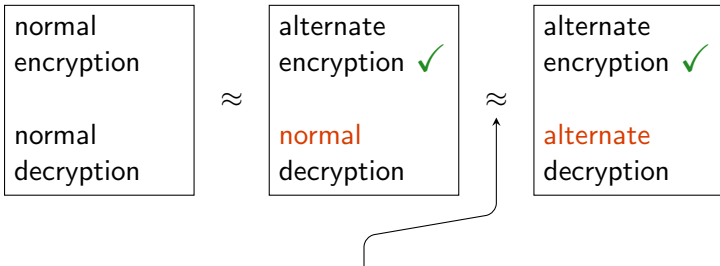 normal
encryption
normal
decryption
≈
alternate
encryption ✓
normal
decryption
≈
alternate
encryption ✓
alternate
decryption